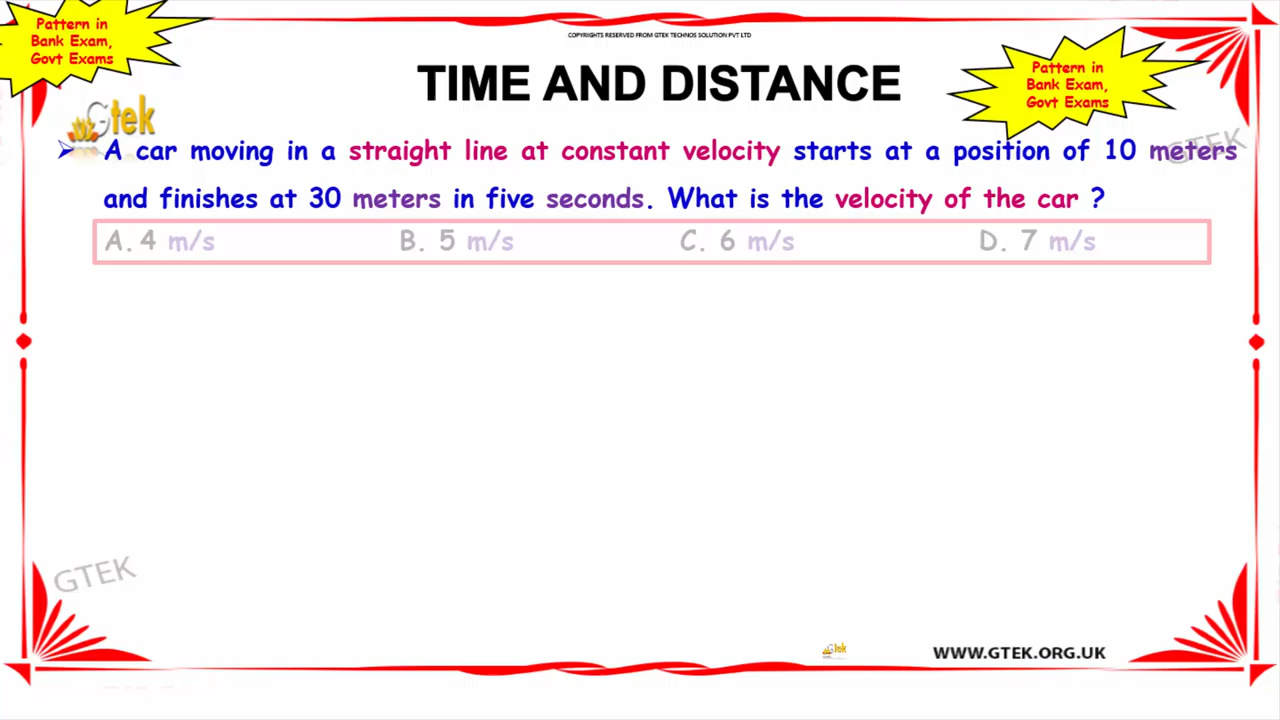 Pattern in
Bank Exam,
Govt Exams
COPYRIGHTS RESERVED FROM GTEK TECHNOS SOLUTION PVT LTD
TIME AND DISTANCE
Pattern in
Bank Exam,
Govt Exams
Gtek
GTEK
A car moving in a straight line at constant velocity starts at a position of 10 meters
and finishes at 30 meters in five seconds. What is the velocity of the car ?
A. 4 m/s B. 5 m/s C. 6 m/s D. 7 m/s
GTEK
Gtek
WWW.GTEK.ORG.UK